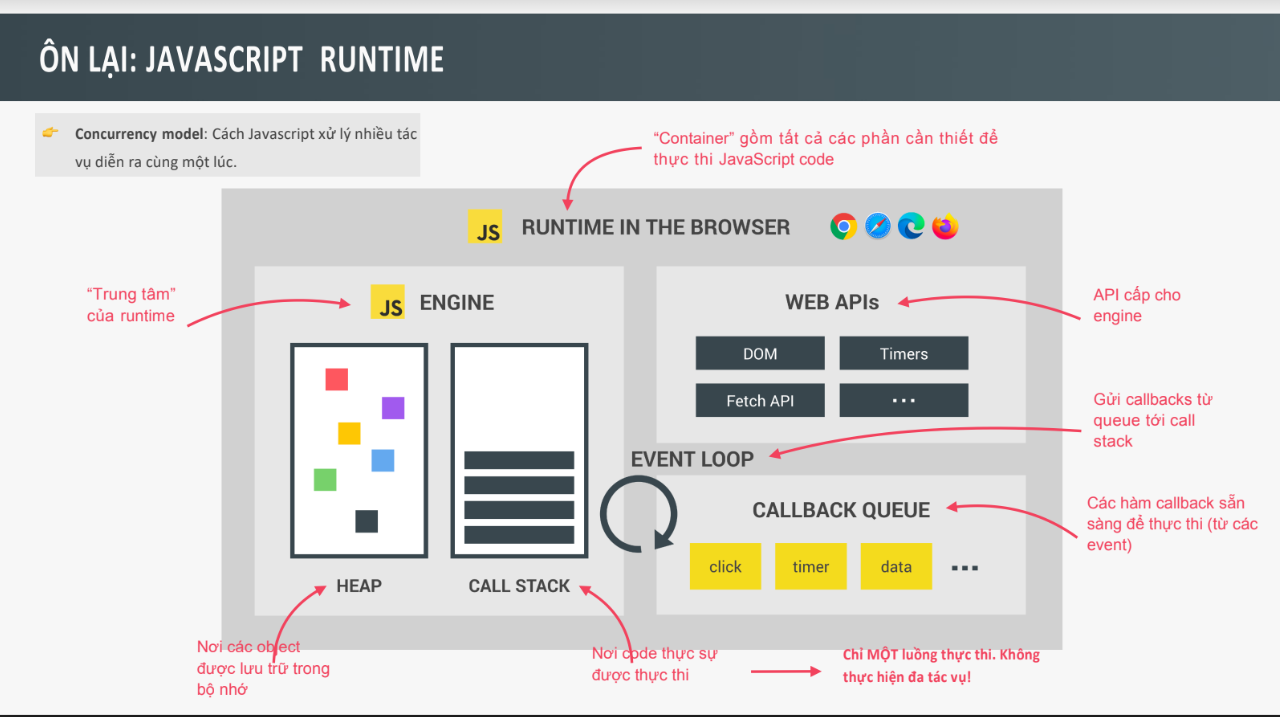 ÔN LẠI: JAVASCRIPT RUNTIME
👉 Concurrency model: Cách Javascript xử lý nhiều tác
vụ diễn ra cùng một lúc.
“Container” gồm tất cả các phần cần thiết để
thực thi JavaScript code
JS RUNTIME IN THE BROWSER
“Trung tâm”
của runtime
JS ENGINE
WEB APIs
API cấp cho
engine
DOM
Timers
Fetch API
...
Gửi callbacks từ
queue tới call
stack
EVENT LOOP
CALLBACK QUEUE
Các hàm callback sẵn
sàng để thực thi (từ các
event)
click
timer
data
...
HEAP
CALL STACK
Nơi các object
được lưu trữ trong
bộ nhớ
Nơi code thực sự
được thực thi
Chỉ MỘT luồng thực thi. Không
thực hiện đa tác vụ!